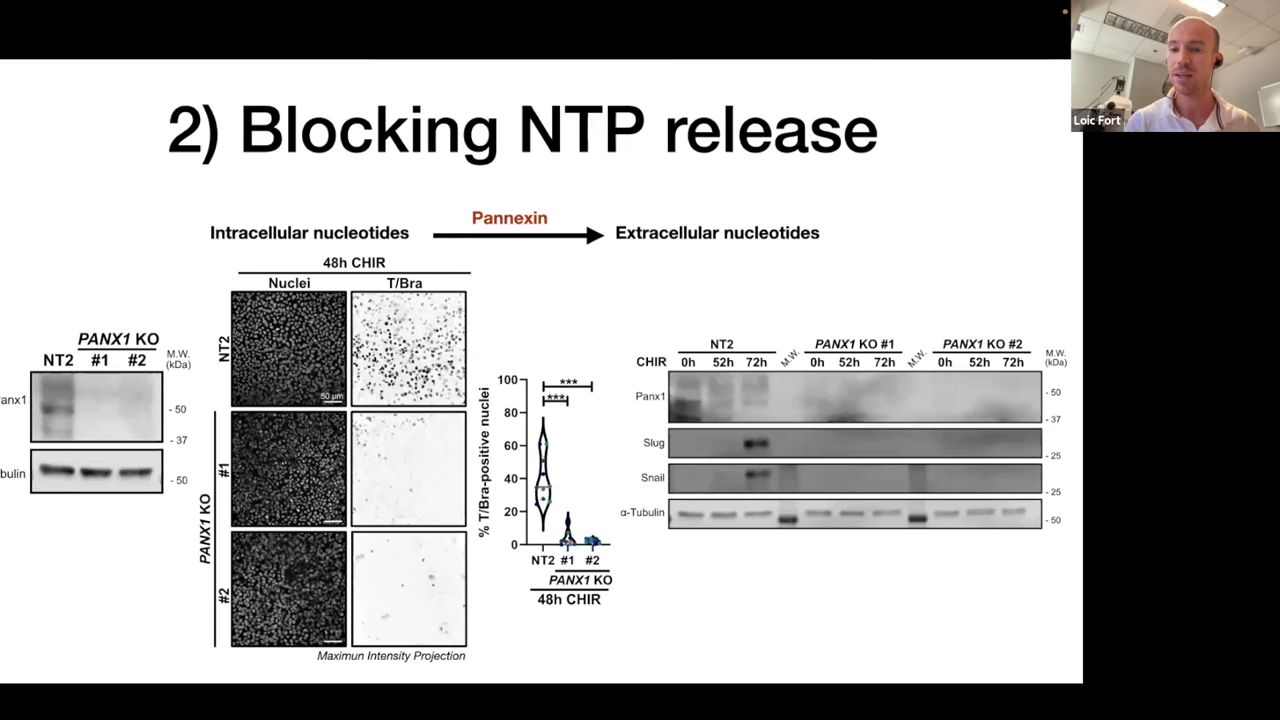 Loic Fort
2) Blocking NTP release
Pannexin
Intracellular nucleotides
Extracellular nucleotides
48h CHIR
Nuclei
T/Bra
NT2
50 μm
PANX1 KO
#1
#2
Maximun Intensity Projection
PANX1 KO
NT2 #1 #2
M.W.
(kDa)
anx1
- 50
- 37
bulin
- 50
% T/Bra-positive nuclei
100
80
60
40
20
0
***
***
NT2 #1 #2
PANX1 KO
48h CHIR
NT2
PANX1 KO #1
PANX1 KO #2
CHIR 0h 52h 72h M.W. 0h 52h 72h M.W. 0h 52h 72h
M.W.
(kDa)
Panx1
- 50
- 37
Slug
- 25
Snail
- 25
α-Tubulin
- 50